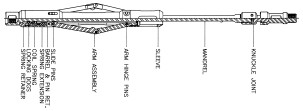 SPRING RETAINER
COIL SPRING
LOCKING DOGS
BARREL & PIN RET.
SPRING EXTENSION
SLIDE PINS
ARM ASSEMBLY
ARM HINGE PINS
SLEEVE
MANDREL
KNUCKLE JOINT